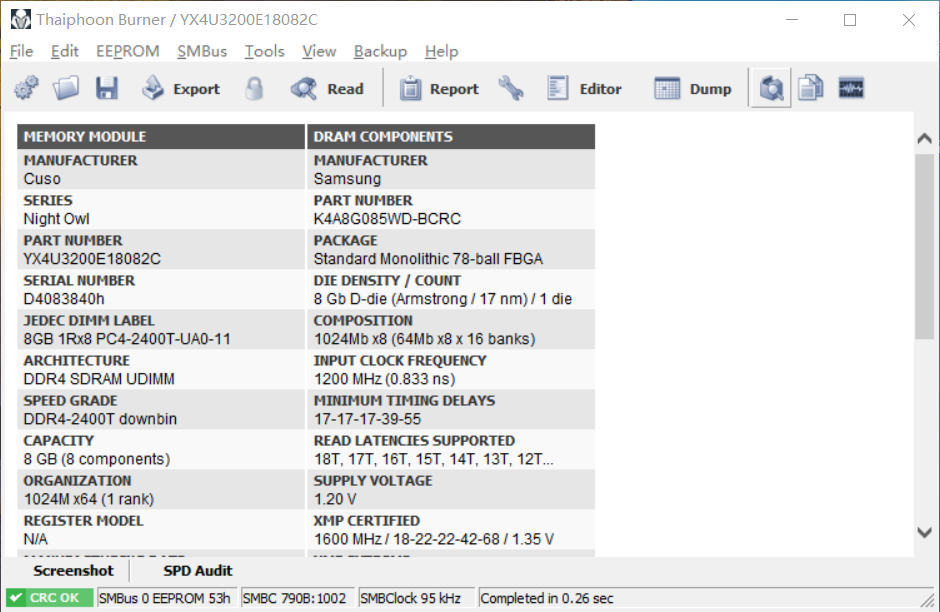 Thaiphoon Burner / YX4U3200E18082C
File Edit EEPROM SMBus Tools View Backup Help
Export Read Report Editor Dump
MEMORY MODULE
MANUFACTURER
Cuso
SERIES
Night Owl
PART NUMBER
YX4U3200E18082C
SERIAL NUMBER
D4083840h
JEDEC DIMM LABEL
8GB 1Rx8 PC4-2400T-UA0-11
ARCHITECTURE
DDR4 SDRAM UDIMM
SPEED GRADE
DDR4-2400T downbin
CAPACITY
8 GB (8 components)
ORGANIZATION
1024M x64 (1 rank)
REGISTER MODEL
N/A
DRAM COMPONENTS
MANUFACTURER
Samsung
PART NUMBER
K4A8G085WD-BCRC
PACKAGE
Standard Monolithic 78-ball FBGA
DIE DENSITY / COUNT
8 Gb D-die (Armstrong / 17 nm) / 1 die
COMPOSITION
1024Mb x8 (64Mb x8 x 16 banks)
INPUT CLOCK FREQUENCY
1200 MHz (0.833 ns)
MINIMUM TIMING DELAYS
17-17-17-39-55
READ LATENCIES SUPPORTED
18T, 17T, 16T, 15T, 14T, 13T, 12T...
SUPPLY VOLTAGE
1.20 V
XMP CERTIFIED
1600 MHz / 18-22-22-42-68 / 1.35 V
Screenshot SPD Audit
CRC OK SMBus 0 EEPROM 53h SMBC 790B:1002 SMBClock 95 kHz Completed in 0.26 sec